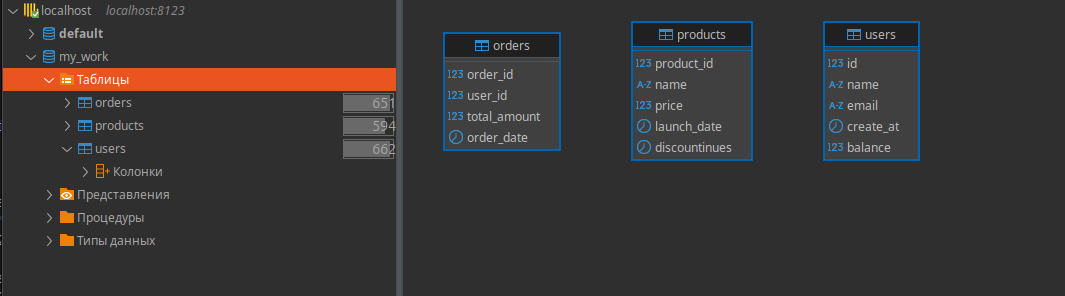 localhost localhost:8123
default
my_work
Таблицы
orders 651
products 594
users 662
Колонки
Представления
Процедуры
Типы данных
orders
123 order_id
123 user_id
123 total_amount
order_date
products
123 product_id
A-Z name
123 price
launch_date
discountinues
users
123 id
A-Z name
A-Z email
create_at
123 balance